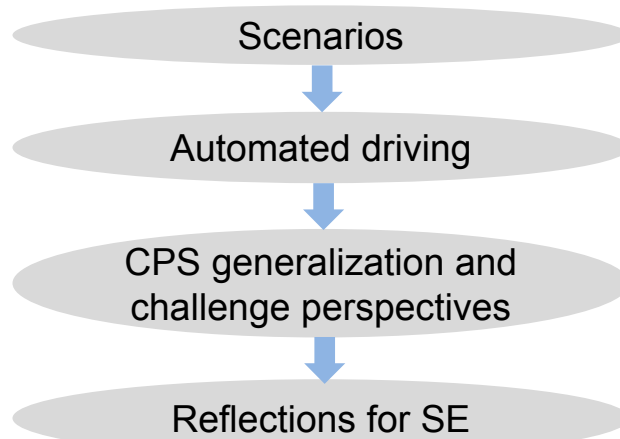 Scenarios
Automated driving
CPS generalization and
challenge perspectives
Reflections for SE